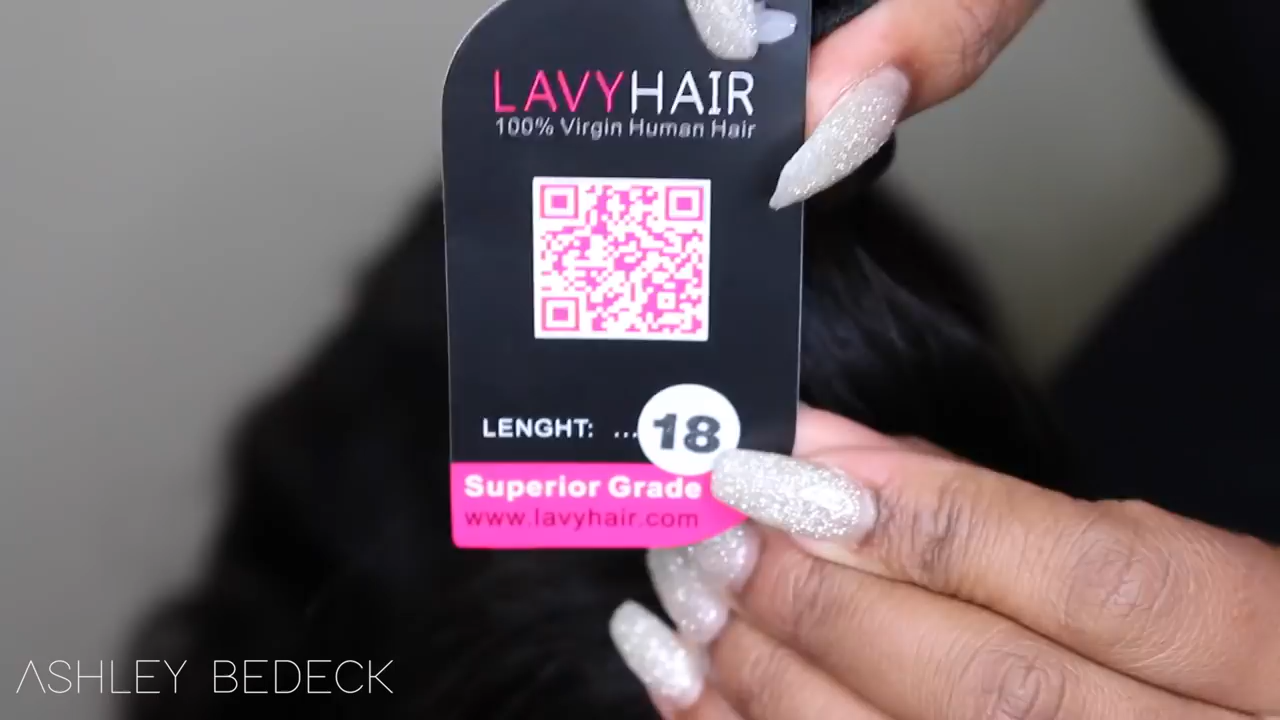 LAVYHAIR
100% Virgin Human Hair
LENGHT: ...18
Superior Grade
www.lavyhair.com
ASHLEY BEDECK